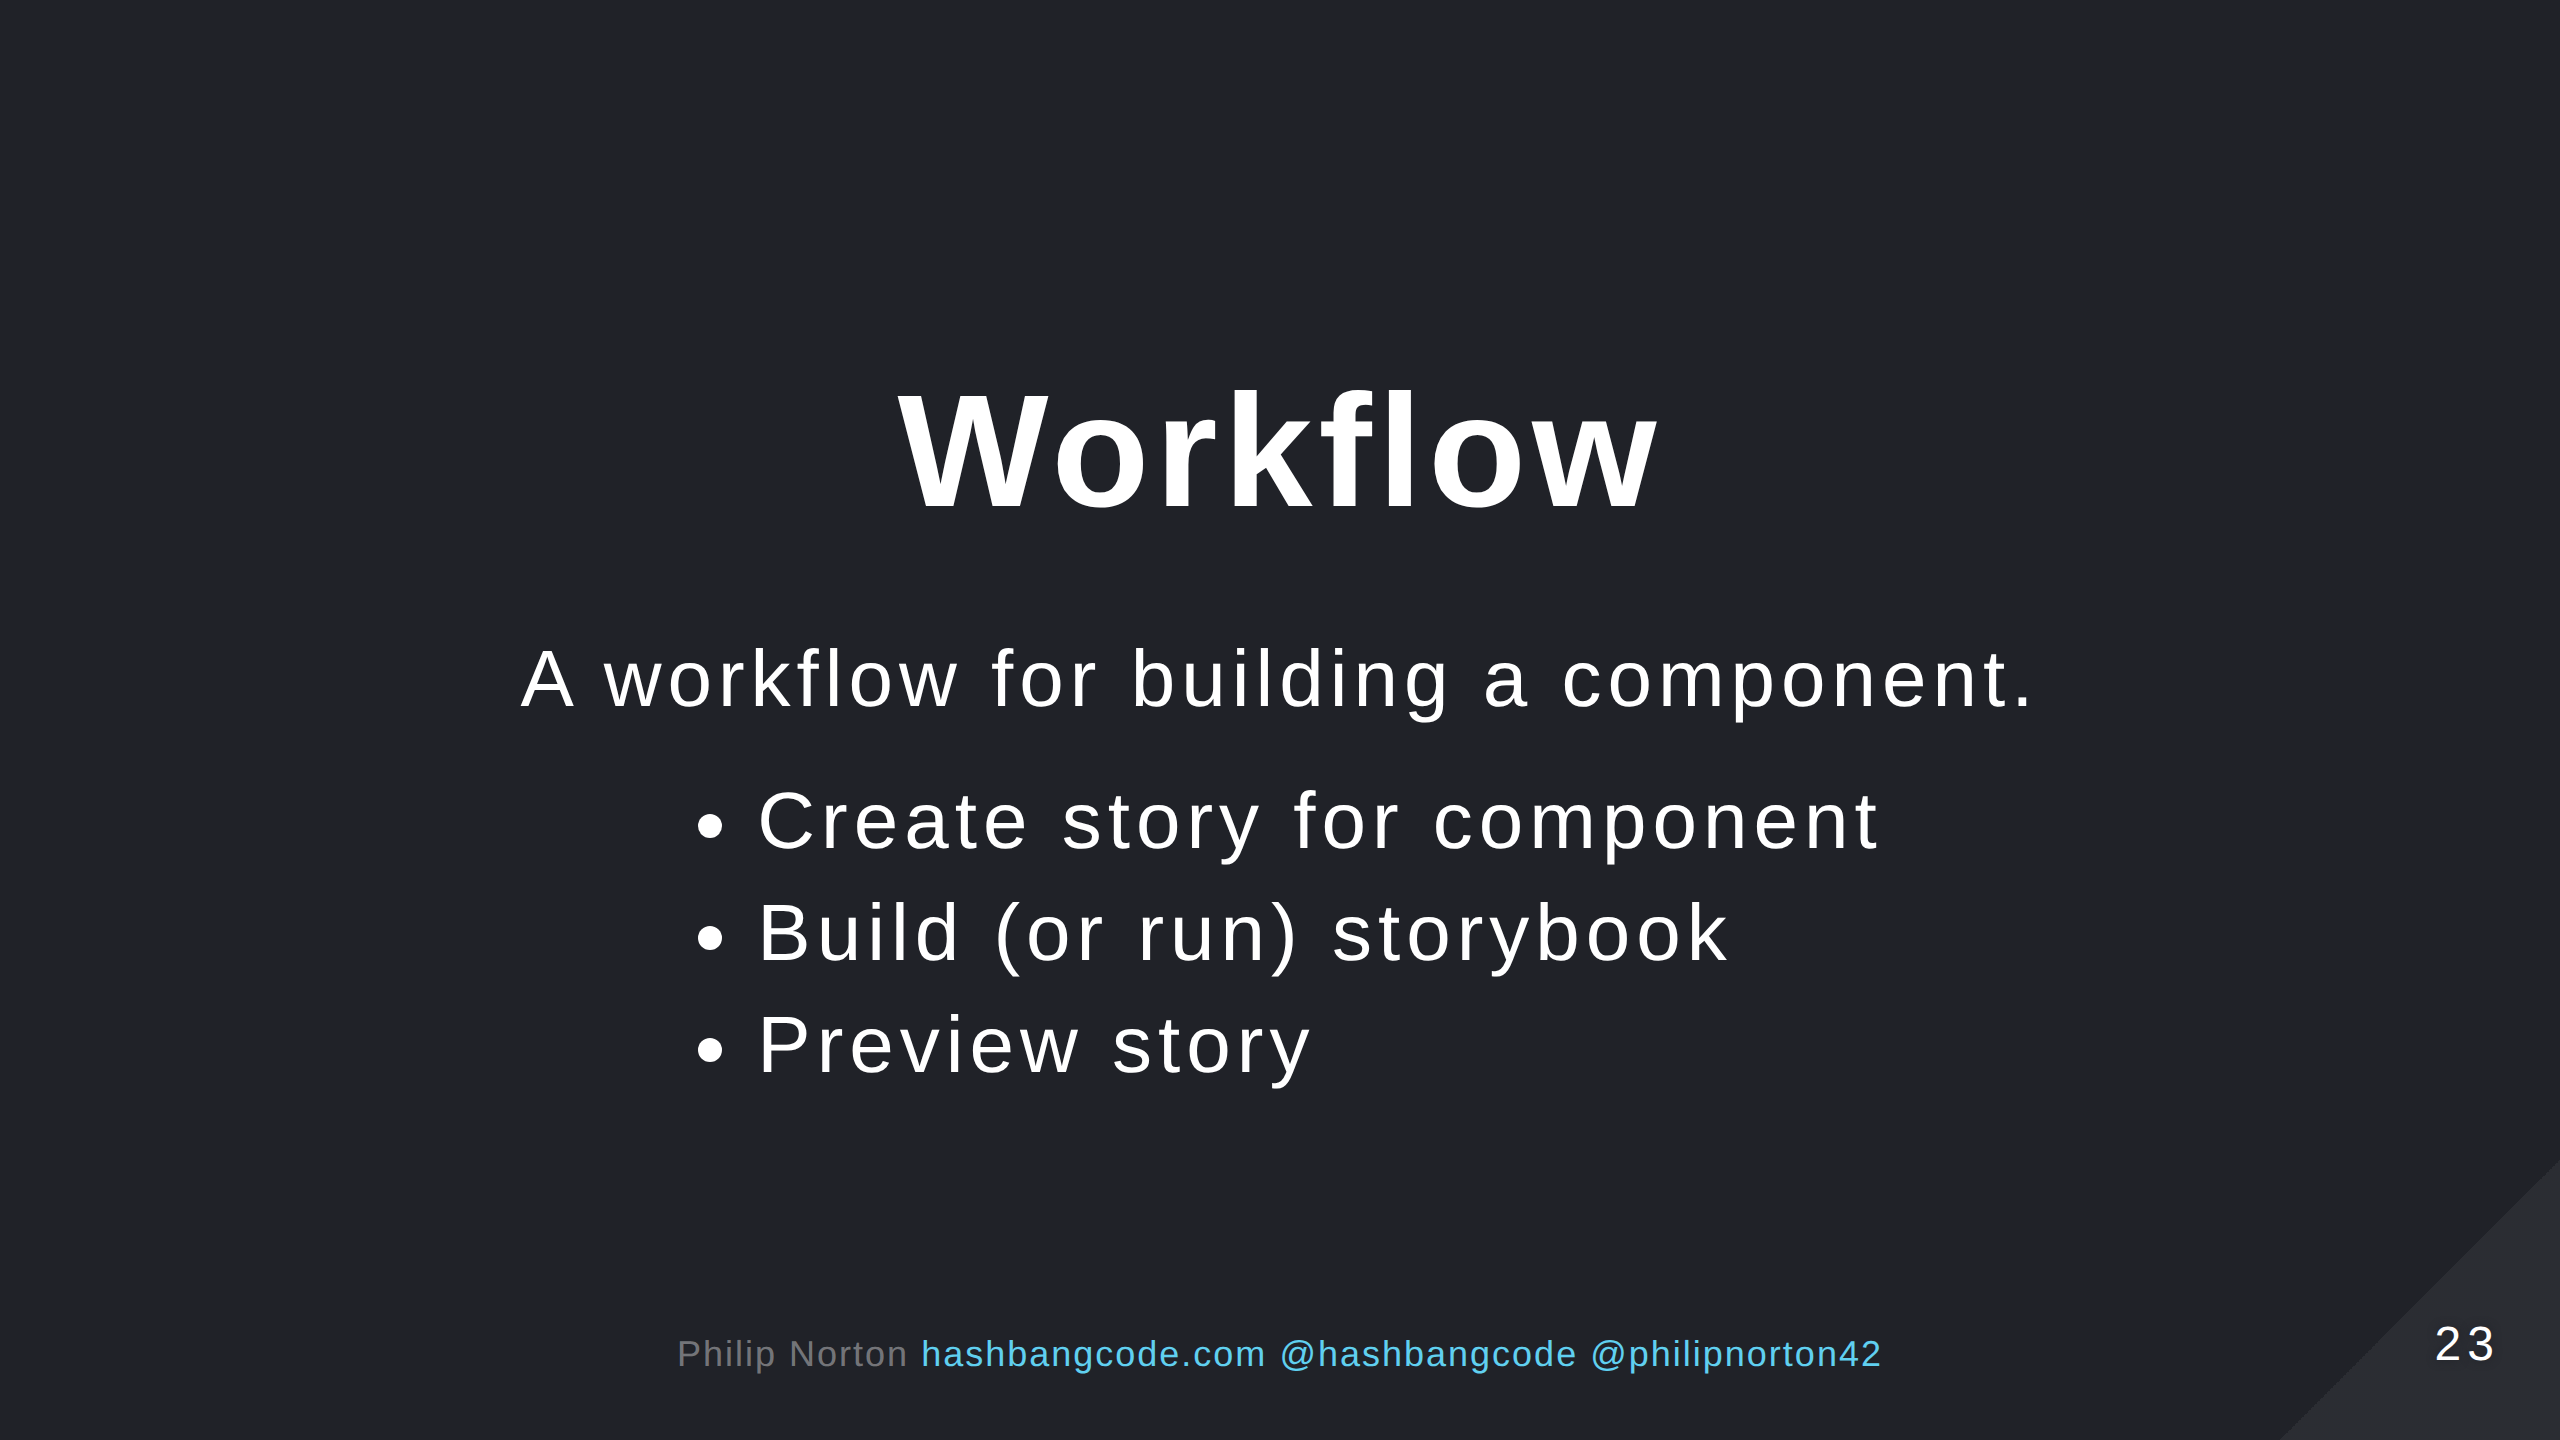 Workflow
A workflow for building a component.
• Create story for component
• Build (or run) storybook
• Preview story
Philip Norton hashbangcode.com @hashbangcode @philipnorton42
23